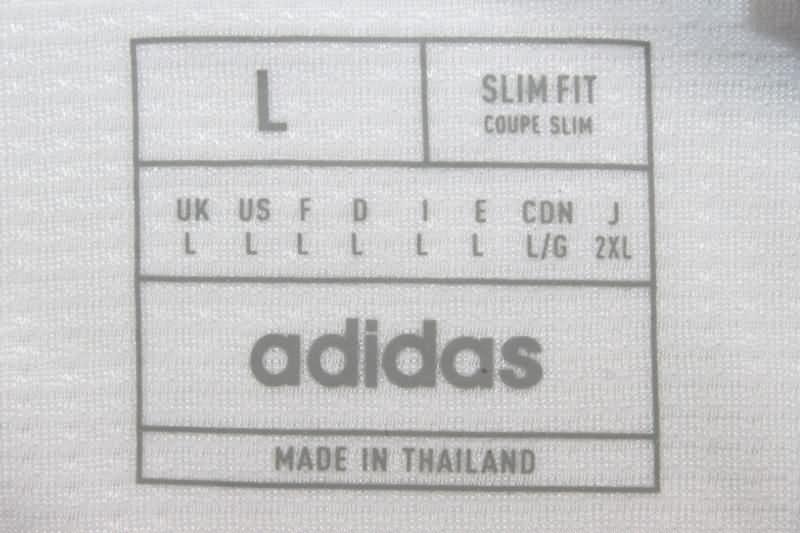 L
SLIM FIT
COUPE SLIM
UK US F D I E CDN J
L L L L L L L/G 2XL
adidas
MADE IN THAILAND